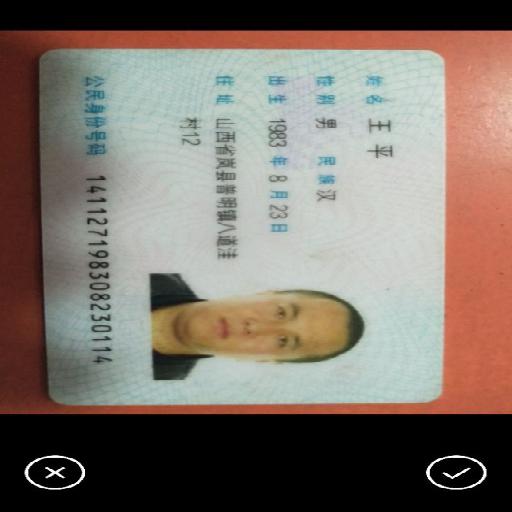 姓名 王平
性别 男 民族 汉
出生 1983 年 8 月 23 日
住址 山西省岚县普明镇八道洼
村12
公民身份号码 141127198308230114